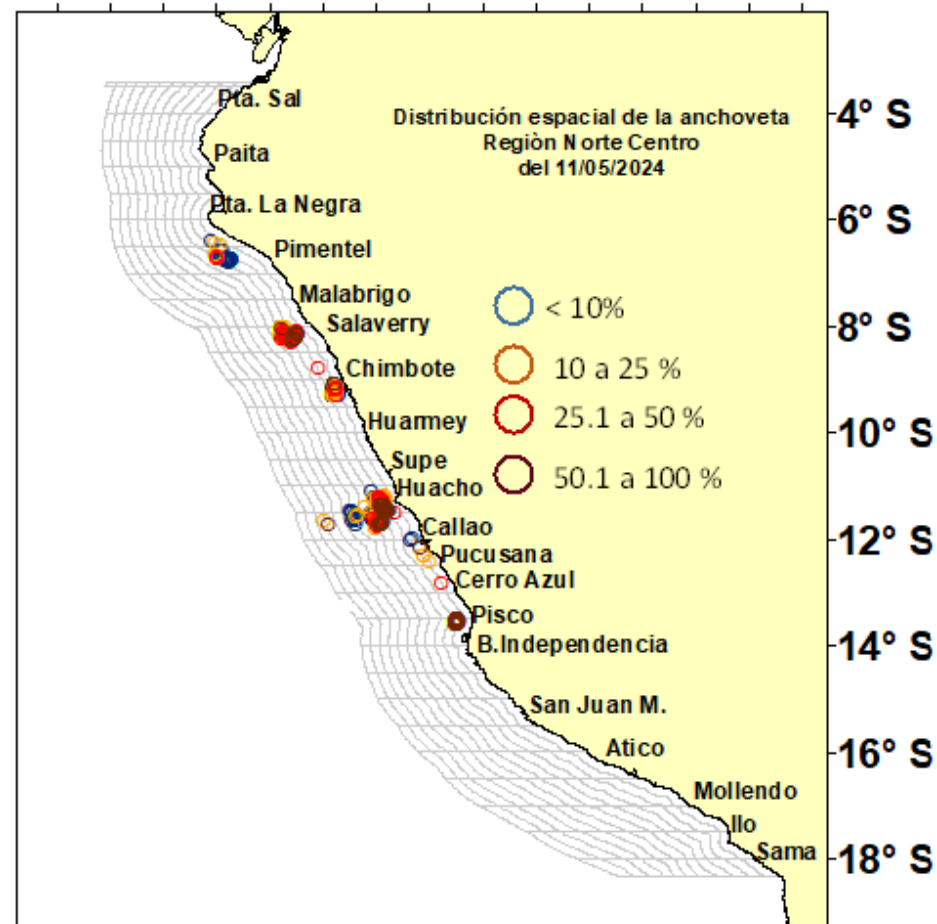 Pta. Sal
4° S
Distribución espacial de la anchoveta
Regiòn Norte Centro
del 11/05/2024
Paita
Pta. La Negra
6° S
Pimentel
Malabrigo
< 10%
Salaverry
8° S
Chimbote
10 a 25 %
Huarmey
25.1 a 50 %
10° S
Supe
Huacho
50.1 a 100 %
Callao
12° S
Pucusana
Cerro Azul
Pisco
B.Independencia
14° S
San Juan M.
Atico
16° S
Mollendo
Ilo
Sama
18° S